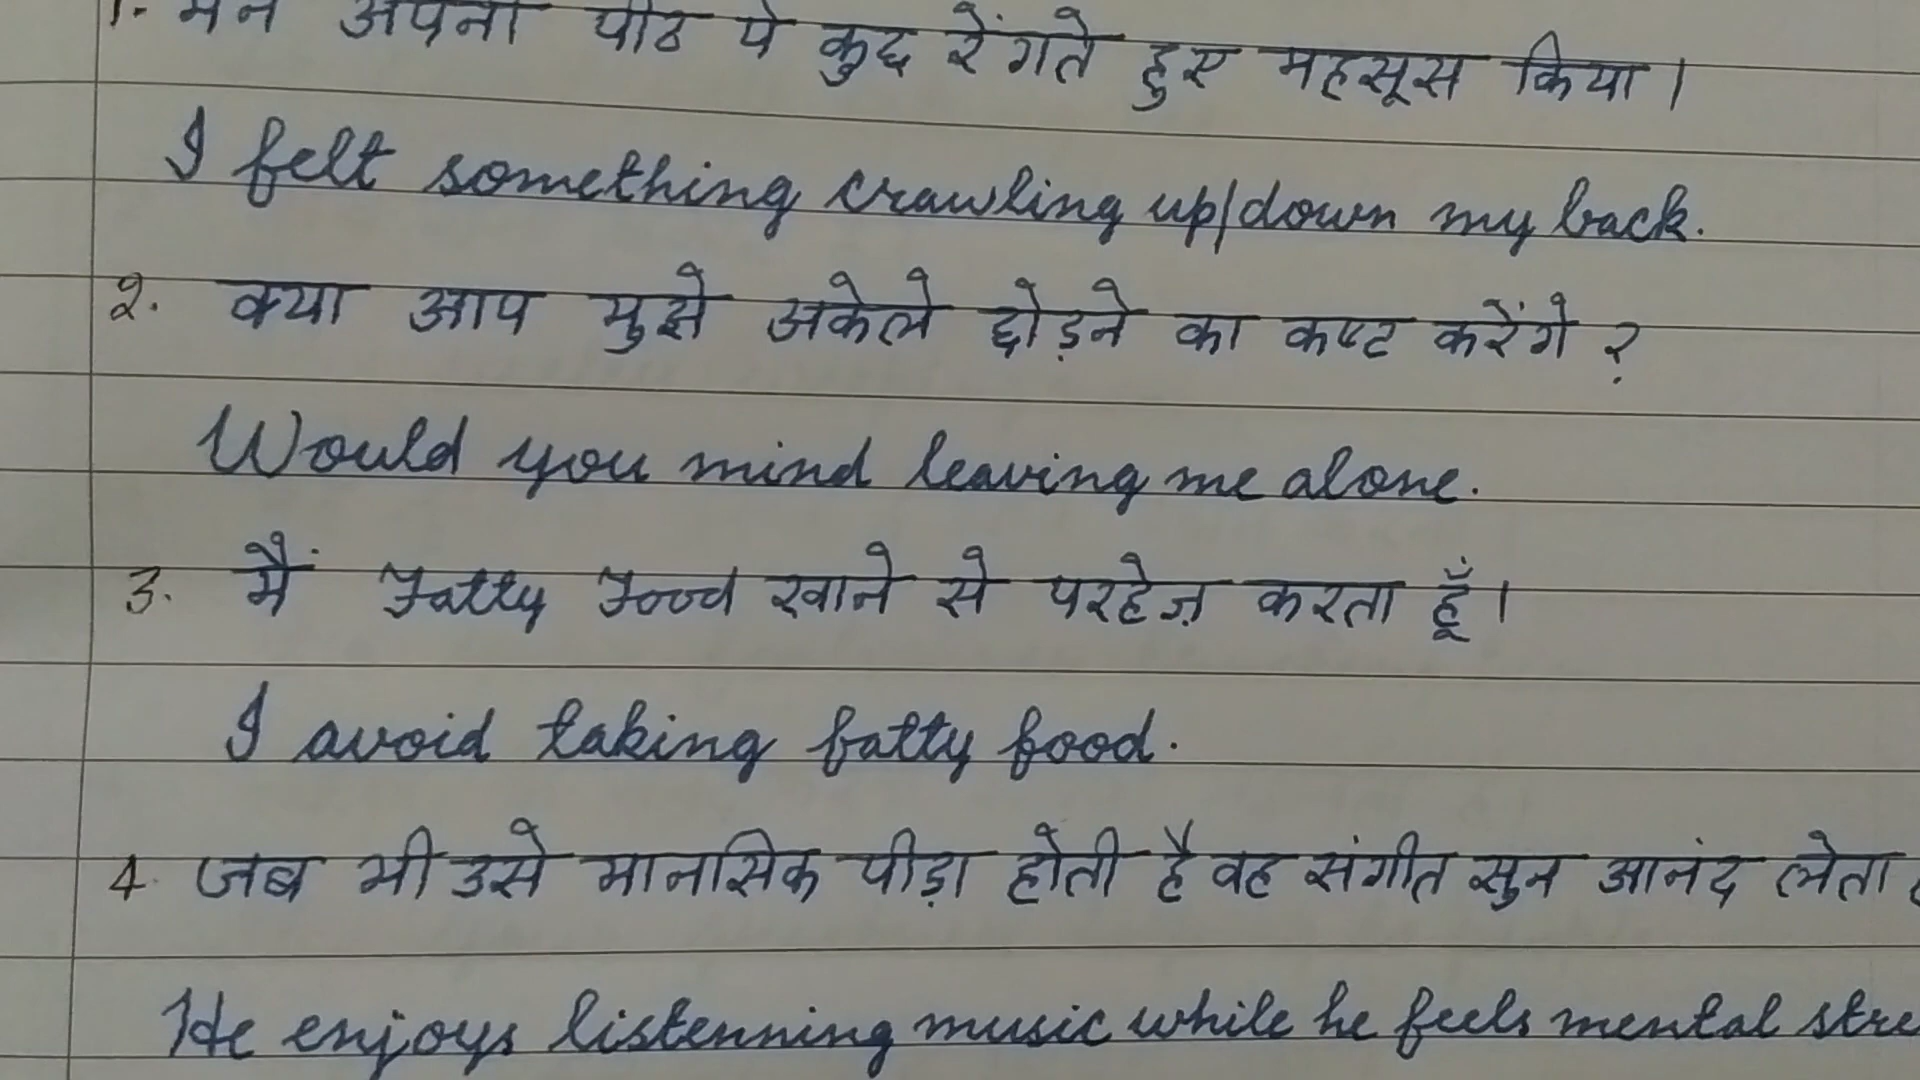 1. मैंने अपनी पीठ पे कुछ रेंगते हुए महसूस किया।
I felt something crawling up/down my back.
2. क्या आप मुझे अकेले छोड़ने का कष्ट करेंगे?
Would you mind leaving me alone.
3. मैं Fatty Food खाने से परहेज़ करता हूँ।
I avoid taking fatty food.
4. जब भी उसे मानसिक पीड़ा होती है वह संगीत सुन आनंद लेता
He enjoys listenning music while he feels mental stre